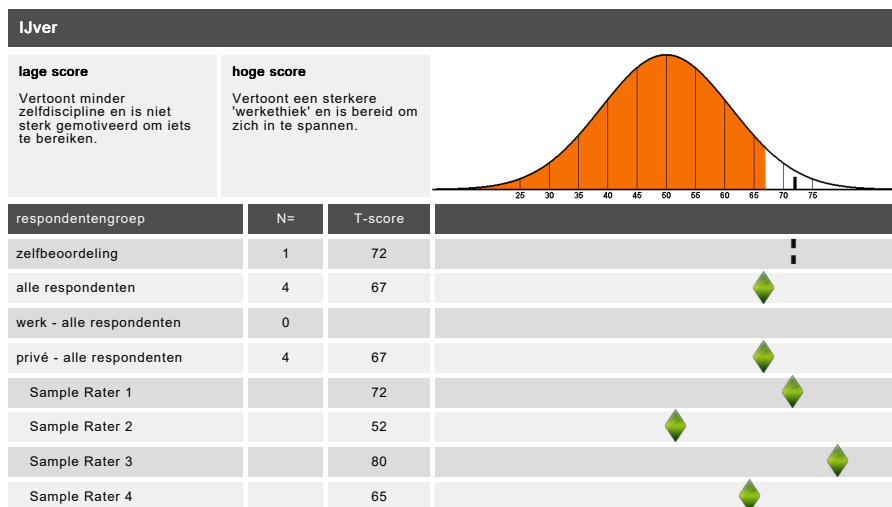 IJver
lage score
Vertoont minder
zelfdiscipline en is niet
sterk gemotiveerd om iets
te bereiken.
hoge score
Vertoont een sterkere
'werkethiek' en is bereid om
zich in te spannen.
25 30 35 40 45 50 55 60 65 70 75
respondentengroep N= T-score
zelfbeoordeling 1 72
alle respondenten 4 67
werk - alle respondenten 0
privé - alle respondenten 4 67
Sample Rater 1 72
Sample Rater 2 52
Sample Rater 3 80
Sample Rater 4 65